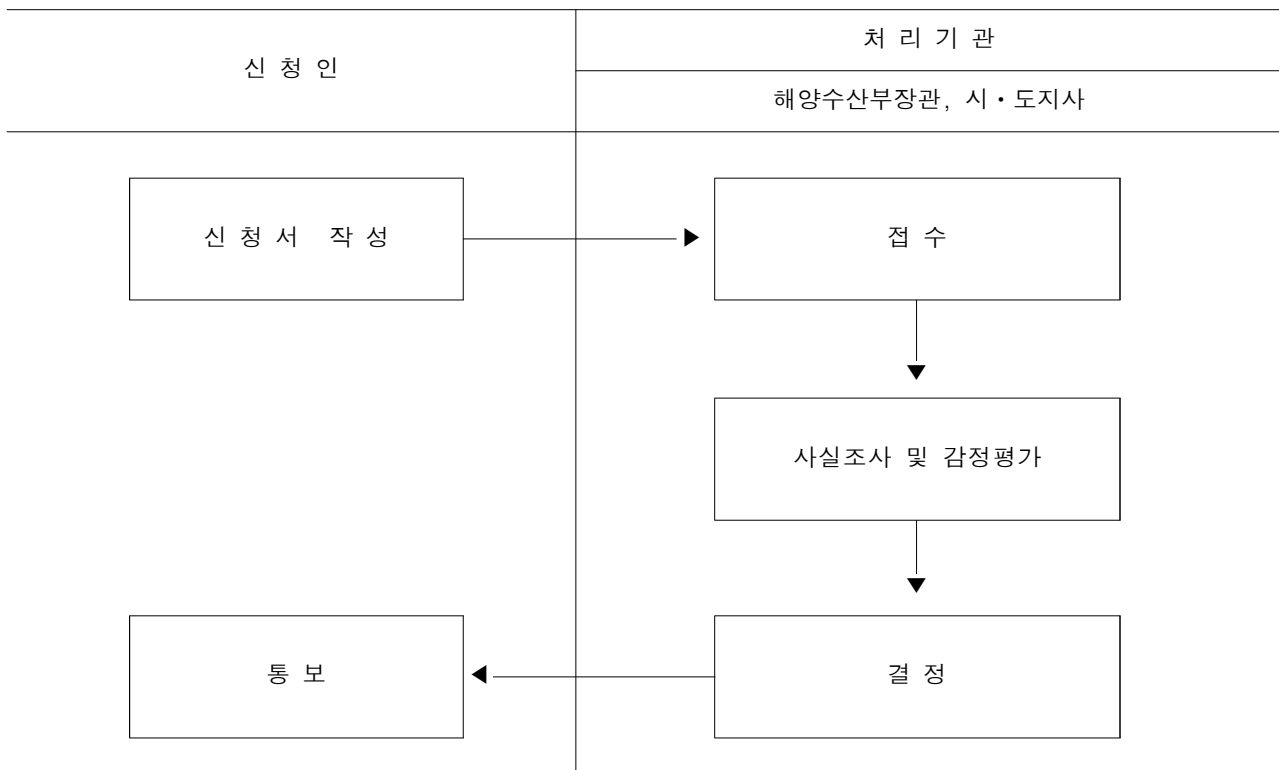 신 청 인
처 리 기 관
해양수산부장관, 시・도지사
신 청 서 작 성
접 수
사실조사 및 감정평가
통 보
결 정